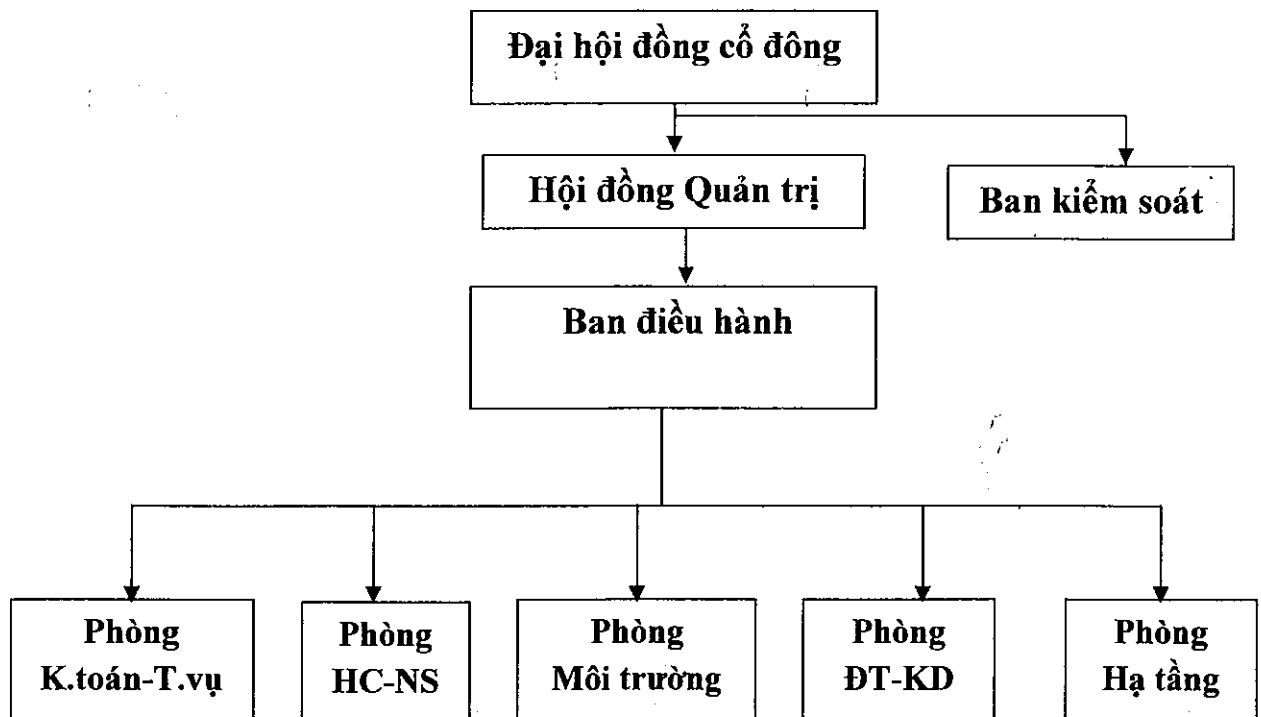 Đại hội đồng cổ đông
Hội đồng Quản trị
Ban kiểm soát
Ban điều hành
Phòng
K.toán-T.vụ
Phòng
HC-NS
Phòng
Môi trường
Phòng
ĐT-KD
Phòng
Hạ tầng